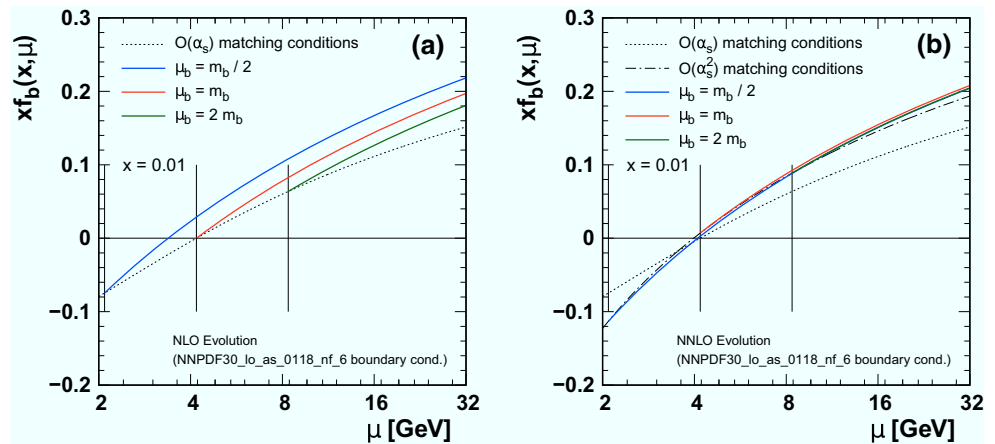 0.3
0.2
0.1
0
−0.1
−0.2
xf_b(x,μ)
(a)
O(α_s) matching conditions
μ_b = m_b / 2
μ_b = m_b
μ_b = 2 m_b
x = 0.01
NLO Evolution
(NNPDF30_lo_as_0118_nf_6 boundary cond.)
2 4 8 16 32
μ [GeV]
0.3
0.2
0.1
0
−0.1
−0.2
xf_b(x,μ)
(b)
O(α_s) matching conditions
O(α_s^2) matching conditions
μ_b = m_b / 2
μ_b = m_b
μ_b = 2 m_b
x = 0.01
NNLO Evolution
(NNPDF30_lo_as_0118_nf_6 boundary cond.)
2 4 8 16 32
μ [GeV]